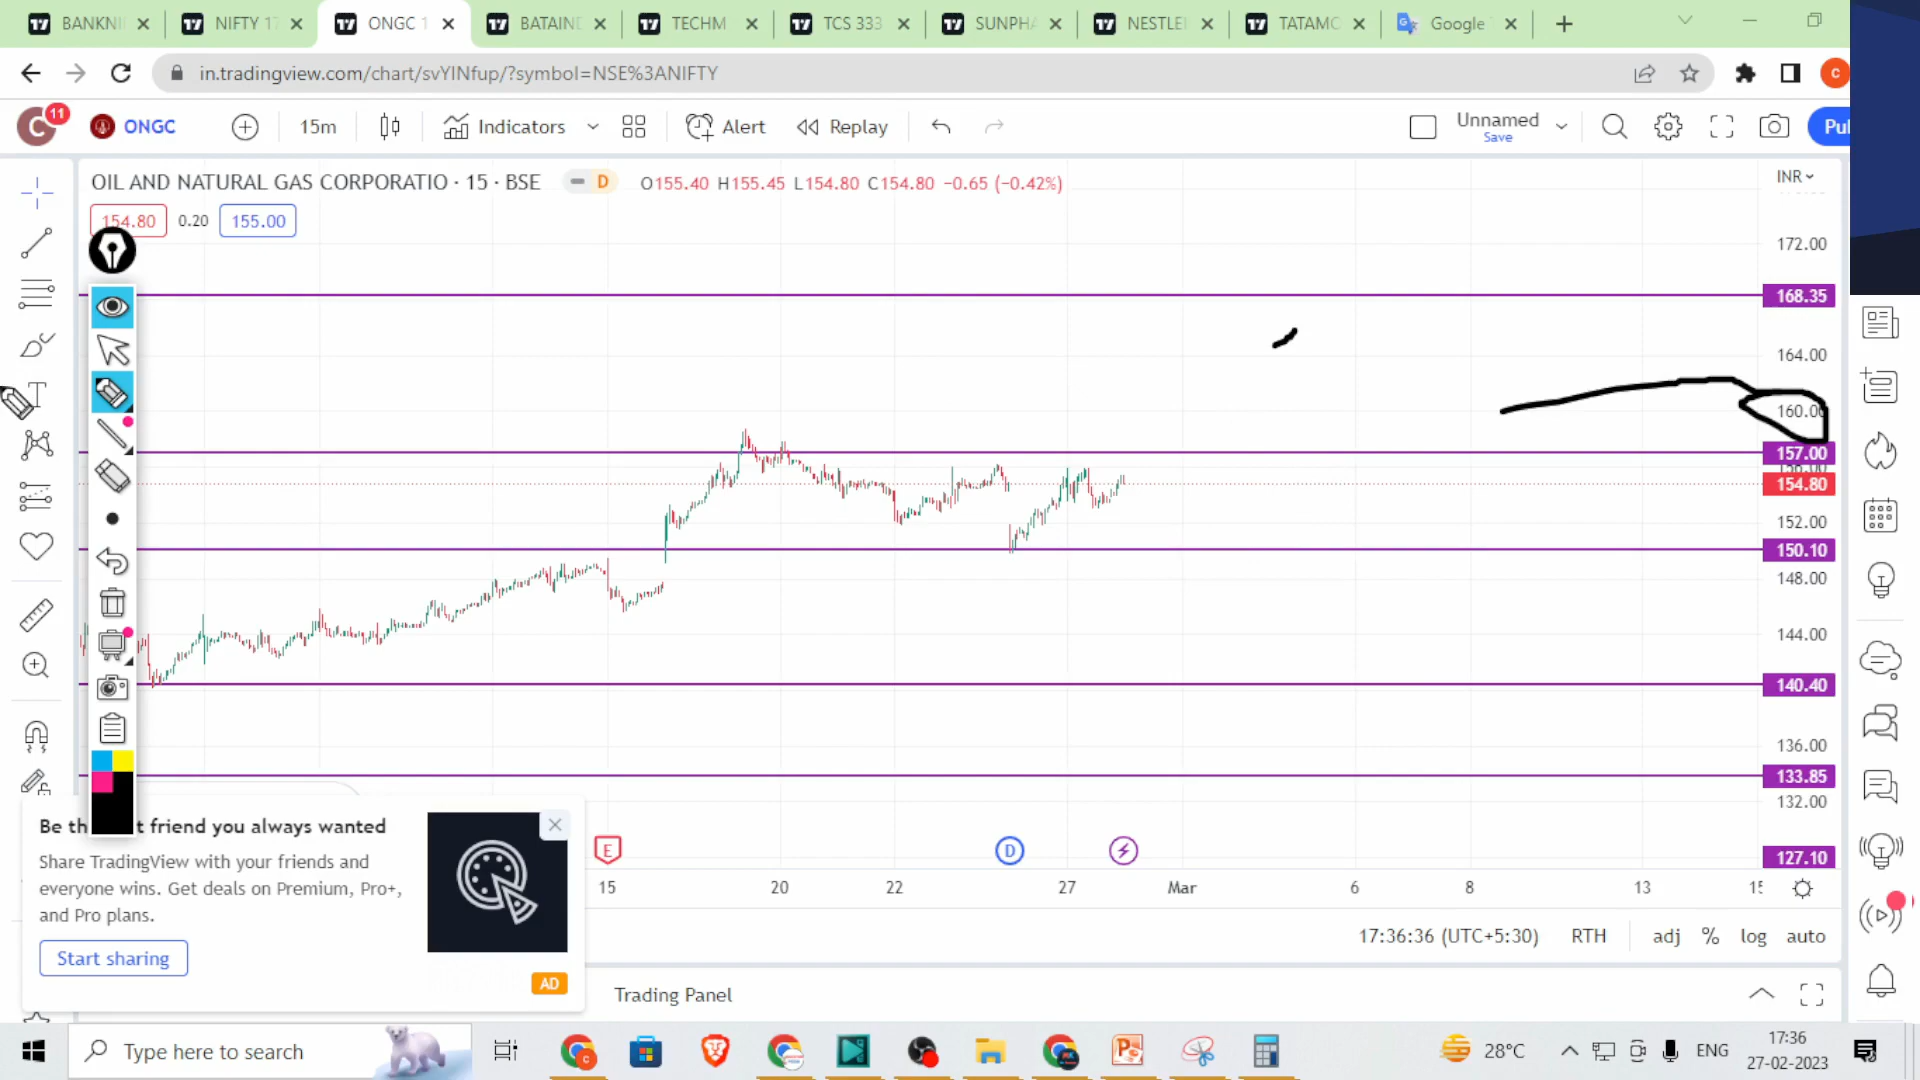 BANKNI
NIFTY 17
ONGC 1
BATAIND
TECHM
TCS 333
SUNPHA
NESTLEI
TATAMO
Google
in.tradingview.com/chart/svYINfup/?symbol=NSE%3ANIFTY
C
C 11
ONGC
15m
Indicators
Alert
Replay
Unnamed
Save
Pu
OIL AND NATURAL GAS CORPORATIO · 15 · BSE
D
O155.40 H155.45 L154.80 C154.80 −0.65 (−0.42%)
INR
154.80
0.20
155.00
172.00
168.35
164.00
160.00
157.00
154.80
152.00
150.10
148.00
144.00
140.40
136.00
133.85
132.00
127.10
E
D
15 20 22 27 Mar 6 8 13 15
Be th t friend you always wanted
Share TradingView with your friends and
everyone wins. Get deals on Premium, Pro+,
and Pro plans.
Start sharing
AD
17:36:36 (UTC+5:30) RTH adj % log auto
Trading Panel
Type here to search
28°C
ENG
17:36
27-02-2023